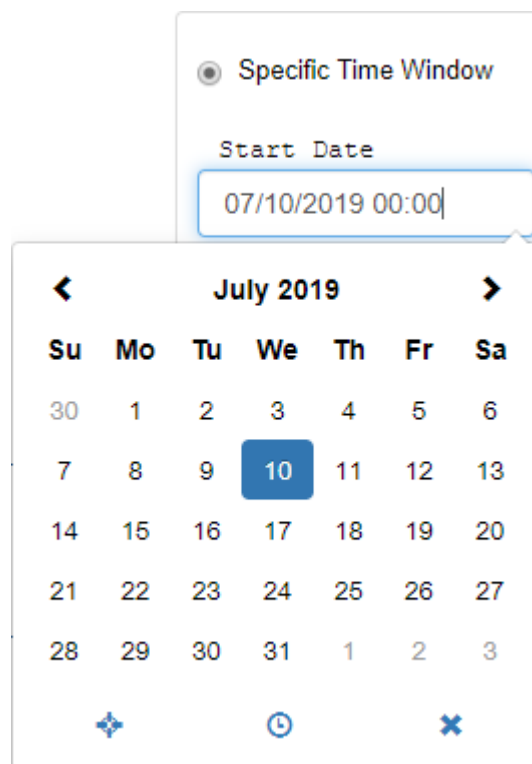 Specific Time Window
Start Date
07/10/2019 00:00
July 2019
Su Mo Tu We Th Fr Sa
30 1 2 3 4 5 6
7 8 9 10 11 12 13
14 15 16 17 18 19 20
21 22 23 24 25 26 27
28 29 30 31 1 2 3